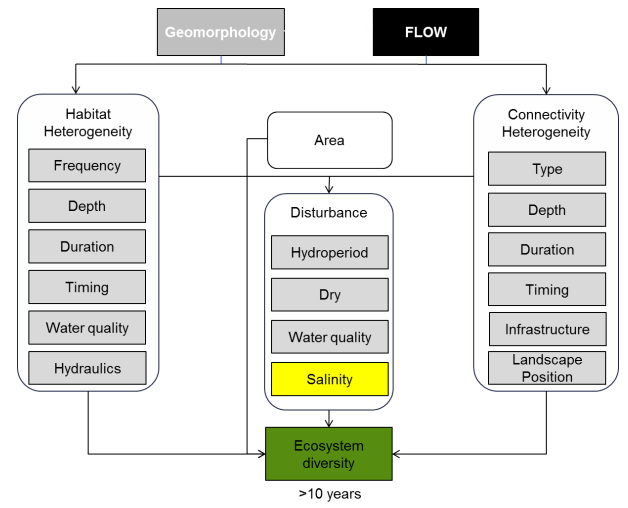 Geomorphology
FLOW
Habitat
Heterogeneity
Frequency
Depth
Duration
Timing
Water quality
Hydraulics
Area
Disturbance
Hydroperiod
Dry
Water quality
Salinity
Connectivity
Heterogeneity
Type
Depth
Duration
Timing
Infrastructure
Landscape
Position
Ecosystem
diversity
>10 years